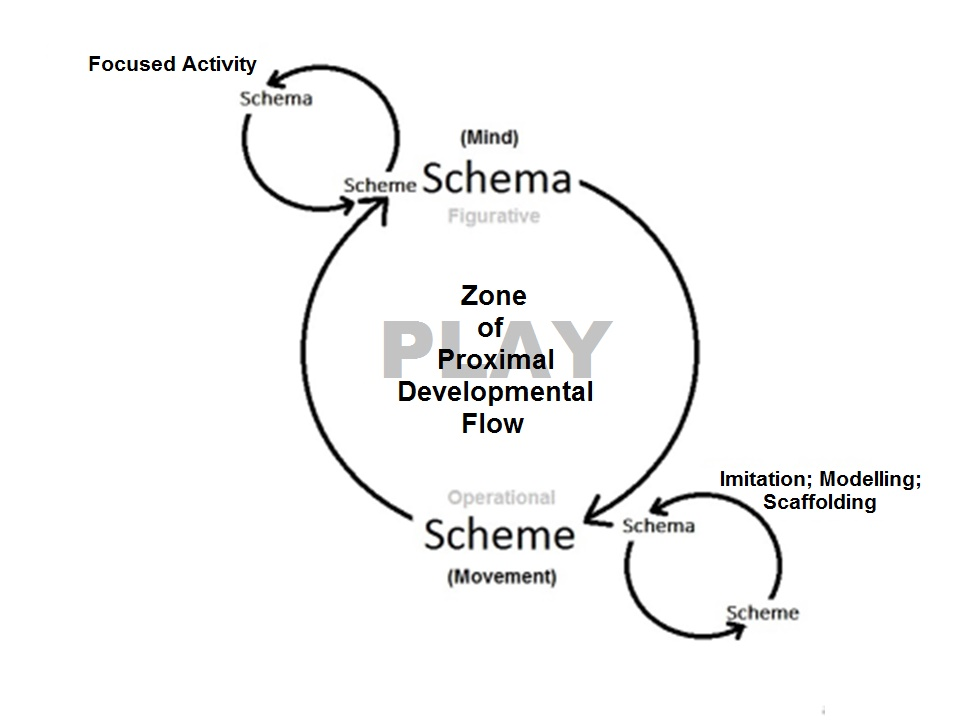 Focused Activity
Schema
(Mind)
Scheme
Schema
Figurative
Zone
of
PLAY
Proximal
Developmental
Flow
Imitation; Modelling;
Scaffolding
Operational
Schema
Scheme
(Movement)
Scheme